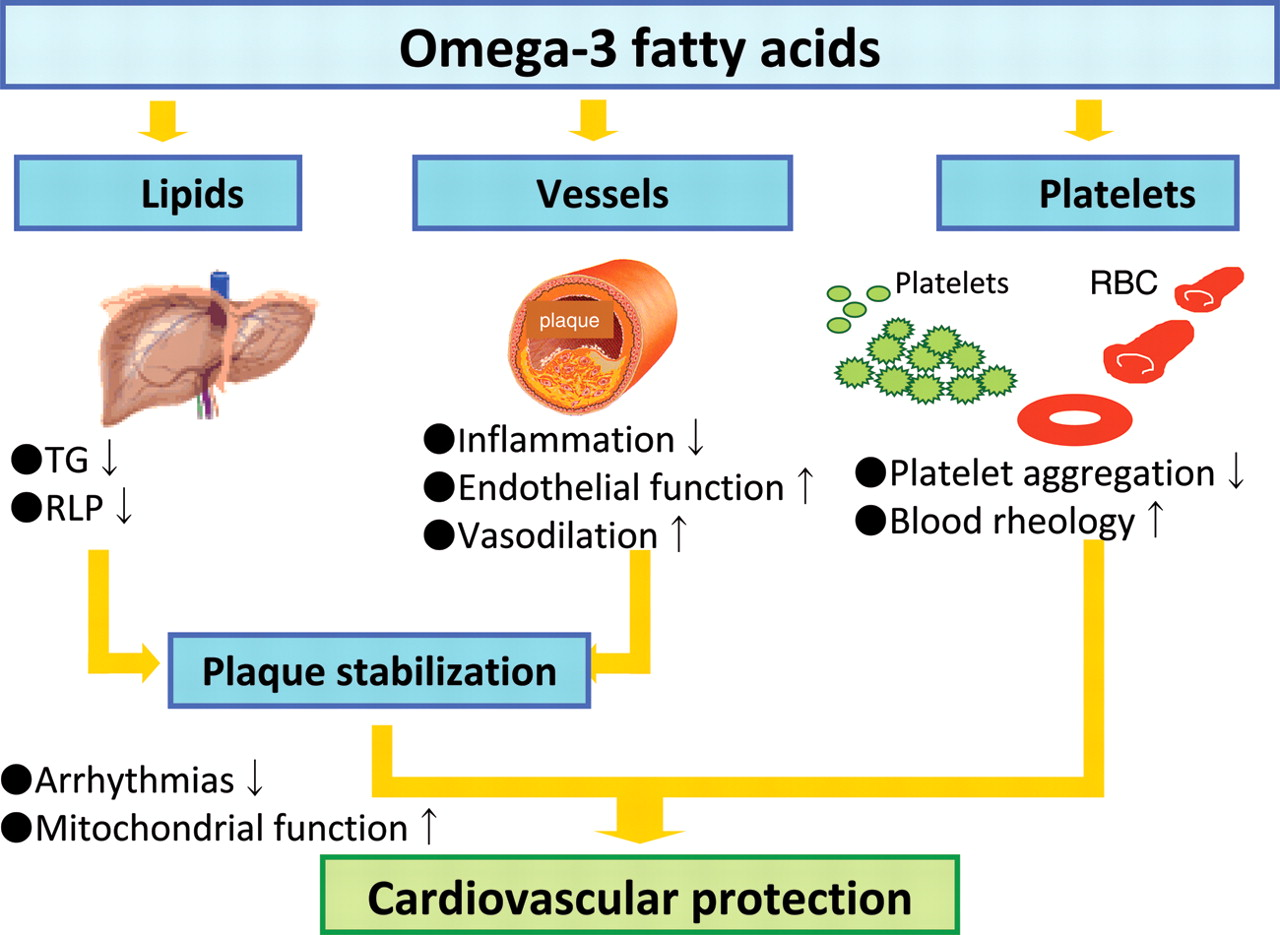 Omega-3 fatty acids
Lipids
Vessels
Platelets
plaque
Platelets
RBC
●TG ↓
●RLP ↓
●Inflammation ↓
●Endothelial function ↑
●Vasodilation ↑
●Platelet aggregation ↓
●Blood rheology ↑
Plaque stabilization
●Arrhythmias ↓
●Mitochondrial function ↑
Cardiovascular protection